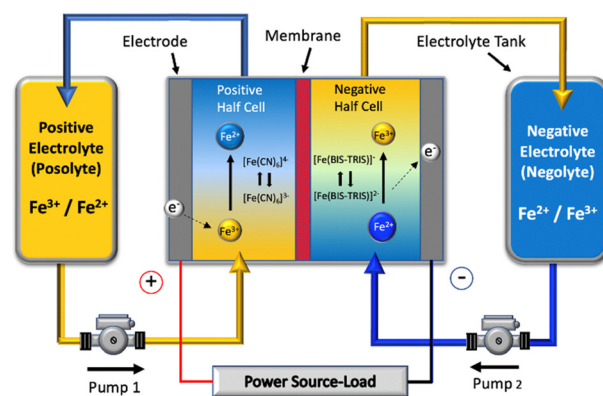 Electrode
Membrane
Electrolyte Tank
Positive
Electrolyte
(Posolyte)
Fe³⁺ / Fe²⁺
Positive
Half Cell
Fe²⁺
[Fe(CN)₆]⁴⁻
[Fe(CN)₆]³⁻
e⁻
Fe³⁺
Negative
Half Cell
Fe³⁺
[Fe(BIS-TRIS)]⁻
[Fe(BIS-TRIS)]²⁻
e⁻
Fe²⁺
Negative
Electrolyte
(Negolyte)
Fe²⁺ / Fe³⁺
+
−
Pump 1
Power Source-Load
Pump 2